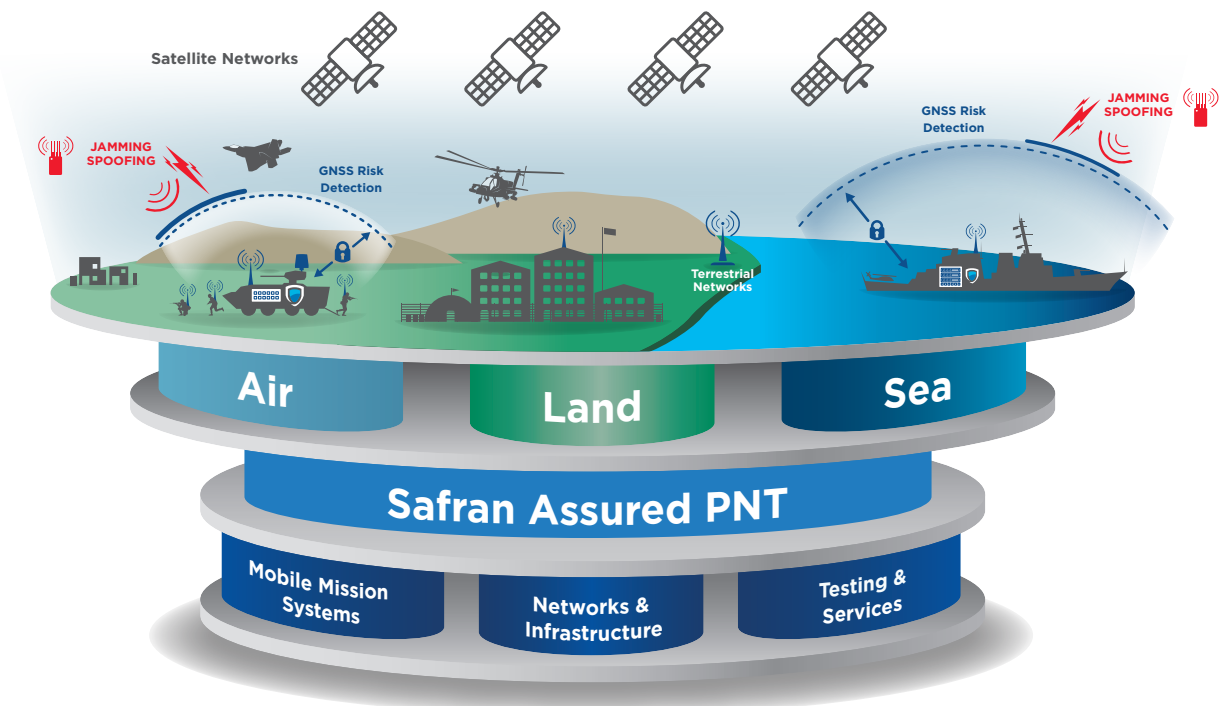 Satellite Networks
JAMMING
SPOOFING
GNSS Risk
Detection
GNSS Risk
Detection
JAMMING
SPOOFING
Terrestrial
Networks
Air
Land
Sea
Safran Assured PNT
Mobile Mission
Systems
Networks &
Infrastructure
Testing &
Services